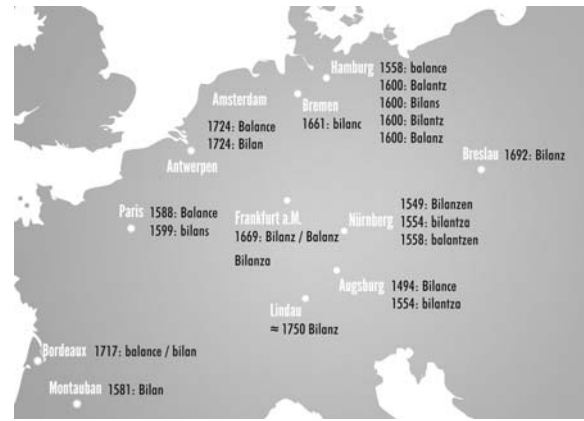 Hamburg 1558: balance
1600: Balantz
1600: Bilans
1600: Bilantz
1600: Balanz
Amsterdam
1724: Balance
1724: Bilan
Bremen
1661: bilanc
Antwerpen
Breslau 1692: Bilanz
Paris 1588: Balance
1599: bilans
Frankfurt a.M.
1669: Bilanz / Balanz
Bilanza
Nürnberg
1549: Bilanzen
1554: bilantza
1558: balantzen
Augsburg
1494: Bilance
1554: bilantza
Lindau
≈ 1750 Bilanz
Bordeaux 1717: balance / bilan
Montauban 1581: Bilan